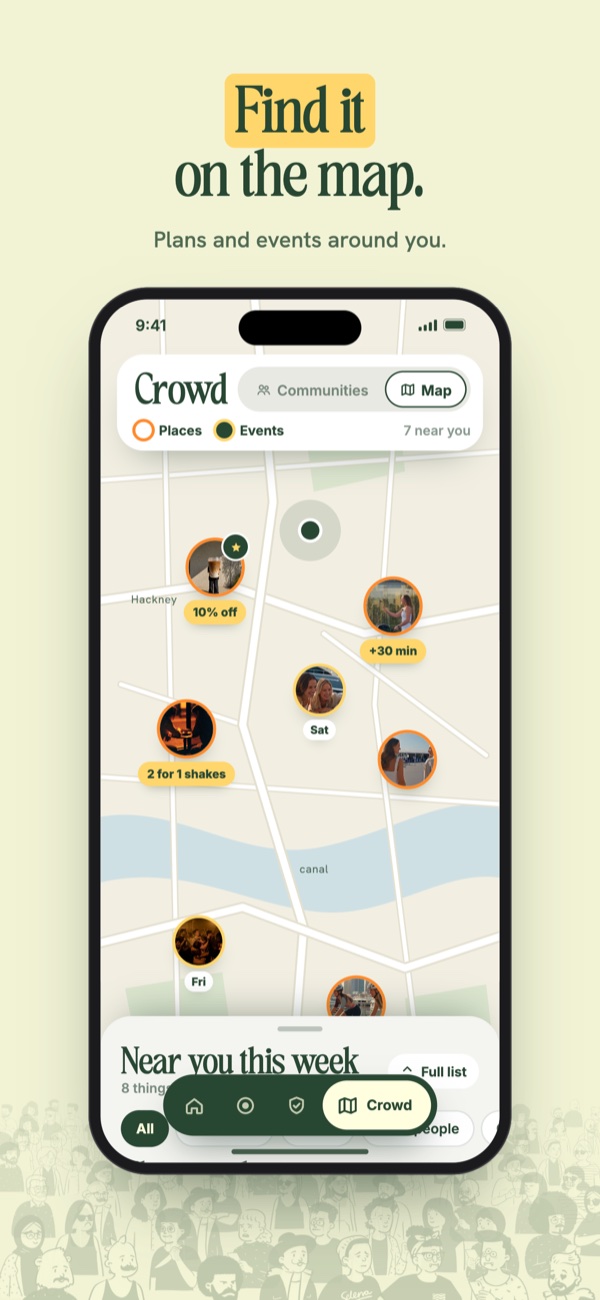 Find it
on the map.
Plans and events around you.
9:41
Crowd
Communities
Map
Places
Events
7 near you
Hackney
10% off
+30 min
Sat
2 for 1 shakes
canal
Fri
Near you this week
Full list
8 things
All
people
Crowd